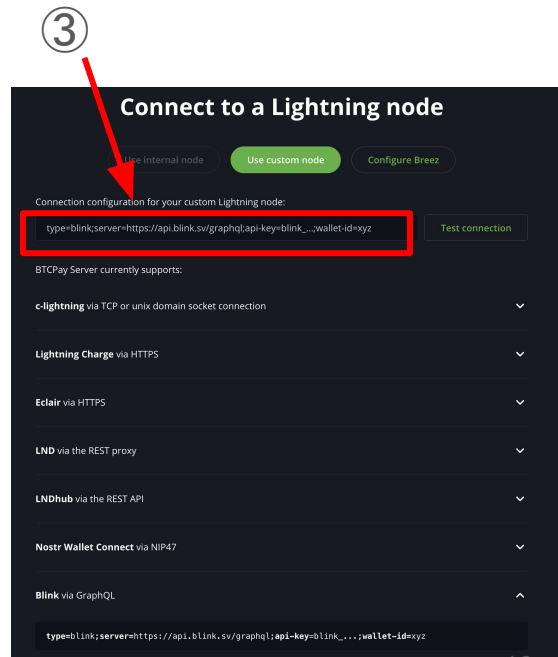 ③
Connect to a Lightning node
Use internal node Use custom node Configure Breez
Connection configuration for your custom Lightning node:
type=blink;server=https://api.blink.sv/graphql;api-key=blink_...;wallet-id=xyz Test connection
BTCPay Server currently supports:
c-lightning via TCP or unix domain socket connection
Lightning Charge via HTTPS
Eclair via HTTPS
LND via the REST proxy
LNDhub via the REST API
Nostr Wallet Connect via NIP47
Blink via GraphQL
type=blink;server=https://api.blink.sv/graphql;api-key=blink_...;wallet-id=xyz